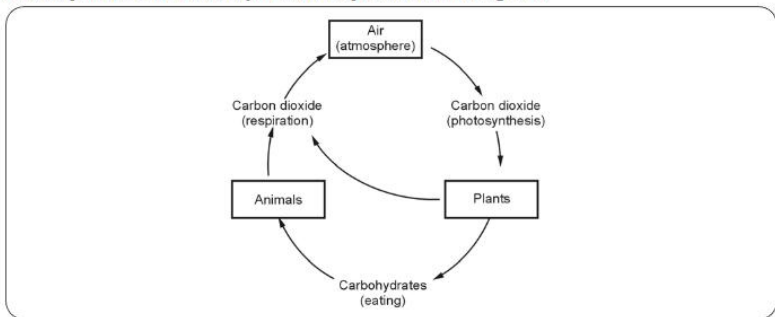 Air
(atmosphere)
Carbon dioxide
(respiration)
Carbon dioxide
(photosynthesis)
Animals
Plants
Carbohydrates
(eating)